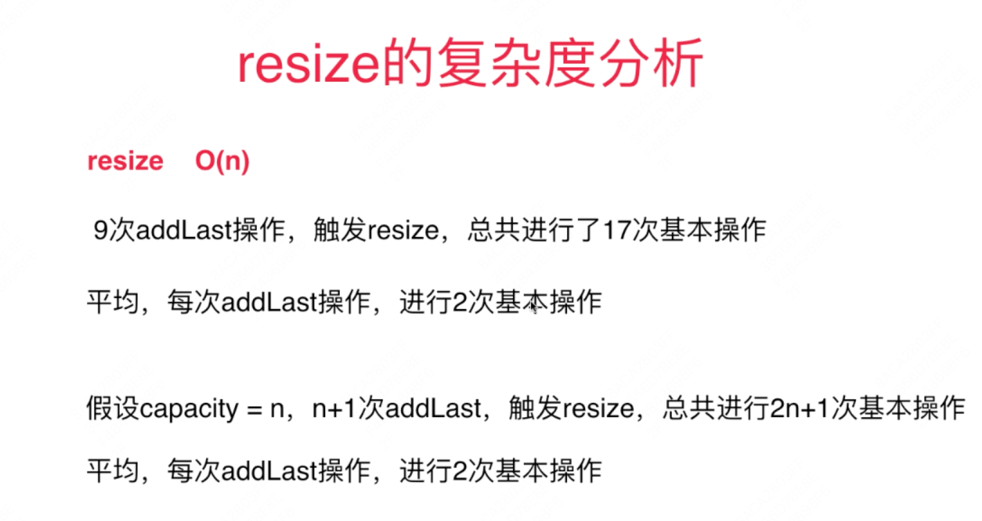 resize的复杂度分析
resize O(n)
9次addLast操作，触发resize，总共进行了17次基本操作
平均，每次addLast操作，进行2次基本操作
假设capacity = n，n+1次addLast，触发resize，总共进行2n+1次基本操作
平均，每次addLast操作，进行2次基本操作